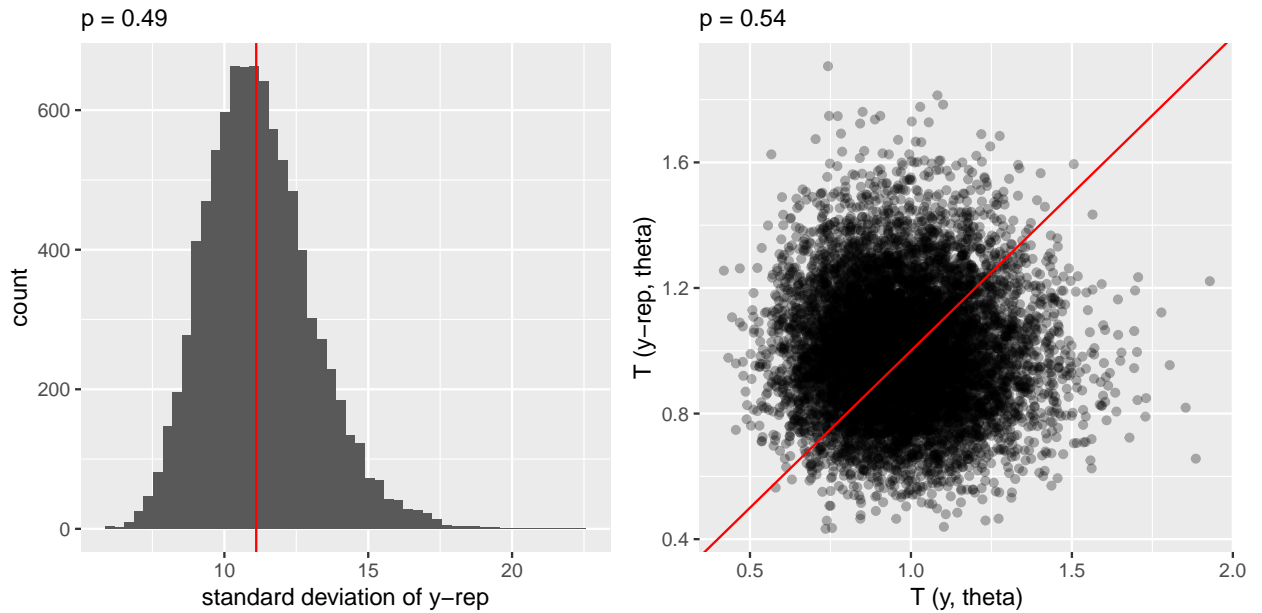 p = 0.49
count
600
400
200
0
10
15
20
standard deviation of y−rep
p = 0.54
T (y−rep, theta)
1.6
1.2
0.8
0.4
0.5
1.0
1.5
2.0
T (y, theta)